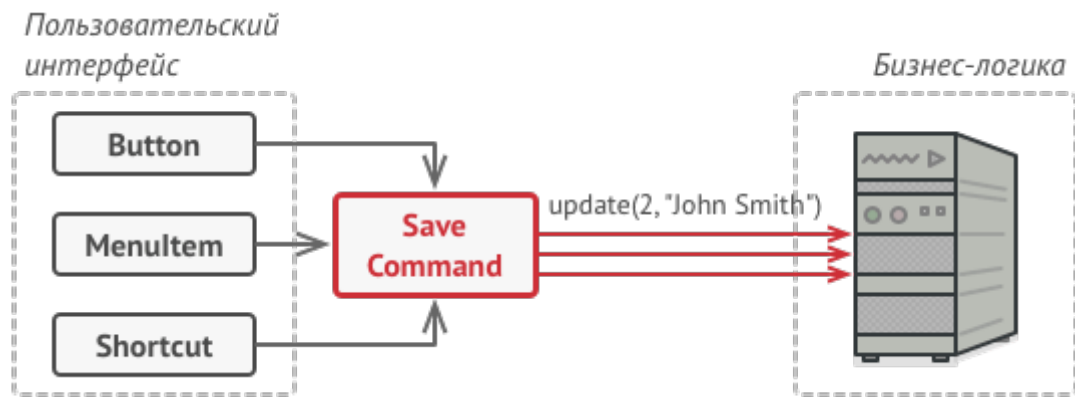 Пользовательский
интерфейс
Бизнес-логика
Button
MenuItem
Shortcut
Save
Command
update(2, "John Smith")